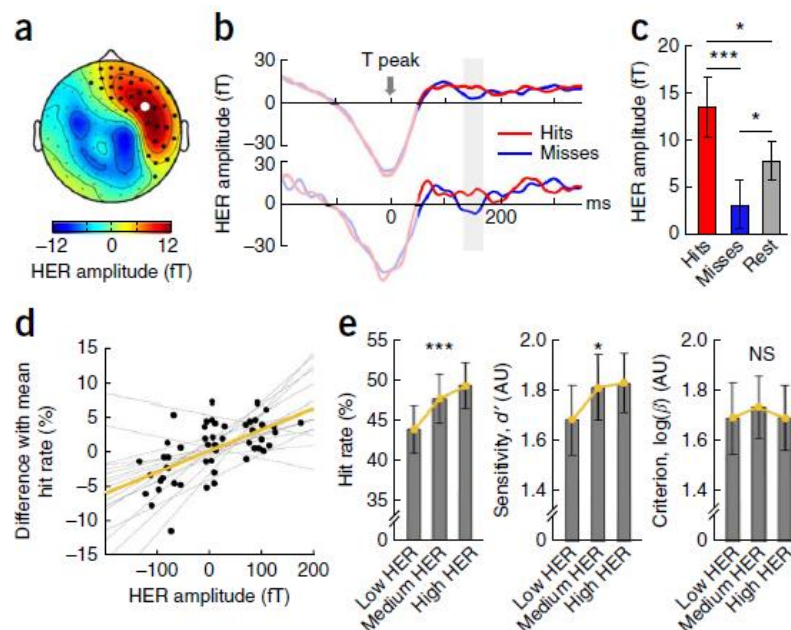 a
−12 0 12
HER amplitude (fT)
b
HER amplitude (fT)
30
0
−30
T peak
Hits
Misses
HER amplitude (fT)
30
0
−30
0 200 ms
c
HER amplitude (fT)
20
15
10
5
0
*
***
*
Hits
Misses
Rest
d
Difference with mean
hit rate (%)
15
10
5
0
−5
−10
−15
−100 0 100 200
HER amplitude (fT)
e
Hit rate (%)
55
50
45
40
35
0
***
Low HER
Medium HER
High HER
Sensitivity, d′ (AU)
2.0
1.8
1.6
1.4
0
*
Low HER
Medium HER
High HER
Criterion, log(β) (AU)
2.0
1.8
1.6
1.4
0
NS
Low HER
Medium HER
High HER